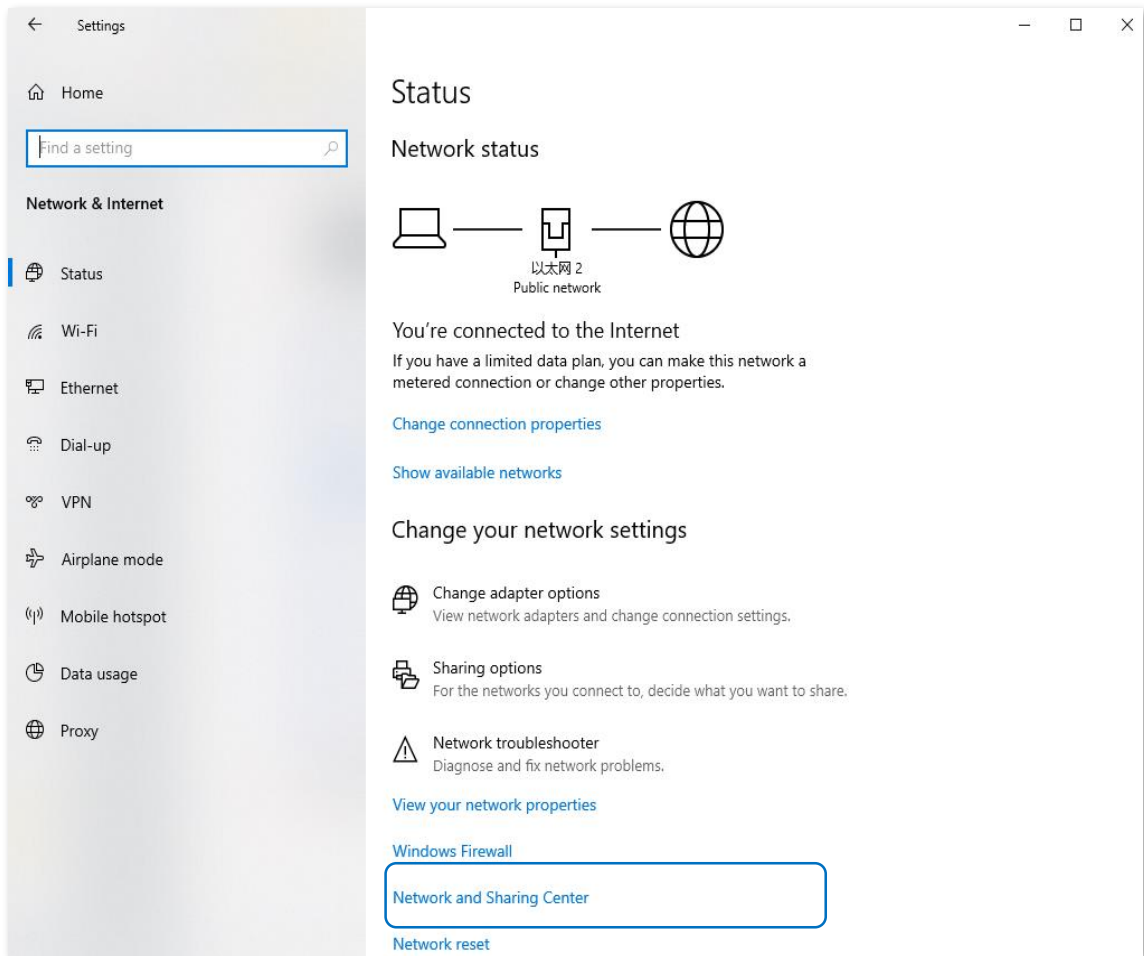 Settings
Home
Find a setting
Network & Internet
Status
Wi-Fi
Ethernet
Dial-up
VPN
Airplane mode
Mobile hotspot
Data usage
Proxy
Status
Network status
以太网 2
Public network
You're connected to the Internet
If you have a limited data plan, you can make this network a
metered connection or change other properties.
Change connection properties
Show available networks
Change your network settings
Change adapter options
View network adapters and change connection settings.
Sharing options
For the networks you connect to, decide what you want to share.
Network troubleshooter
Diagnose and fix network problems.
View your network properties
Windows Firewall
Network and Sharing Center
Network reset